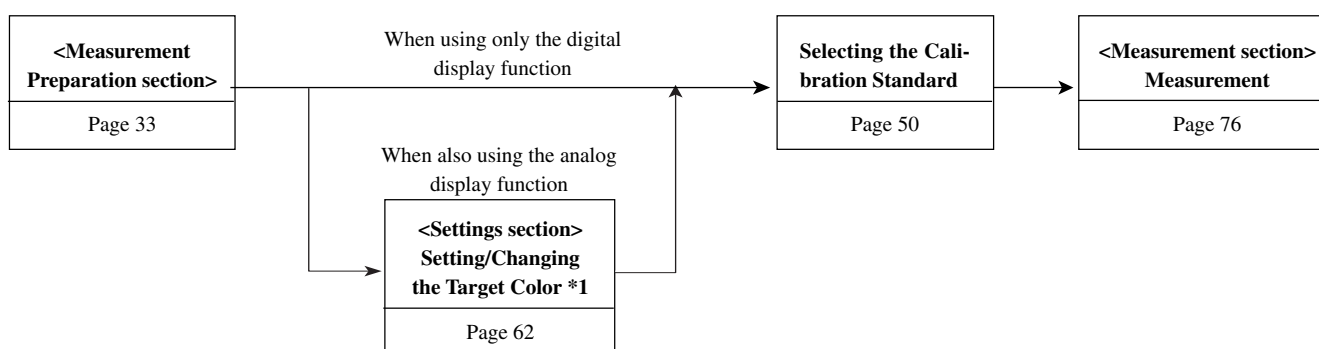 <Measurement
Preparation section>
Page 33
When using only the digital
display function
When also using the analog
display function
<Settings section>
Setting/Changing
the Target Color *1
Page 62
Selecting the Cali-
bration Standard
Page 50
<Measurement section>
Measurement
Page 76